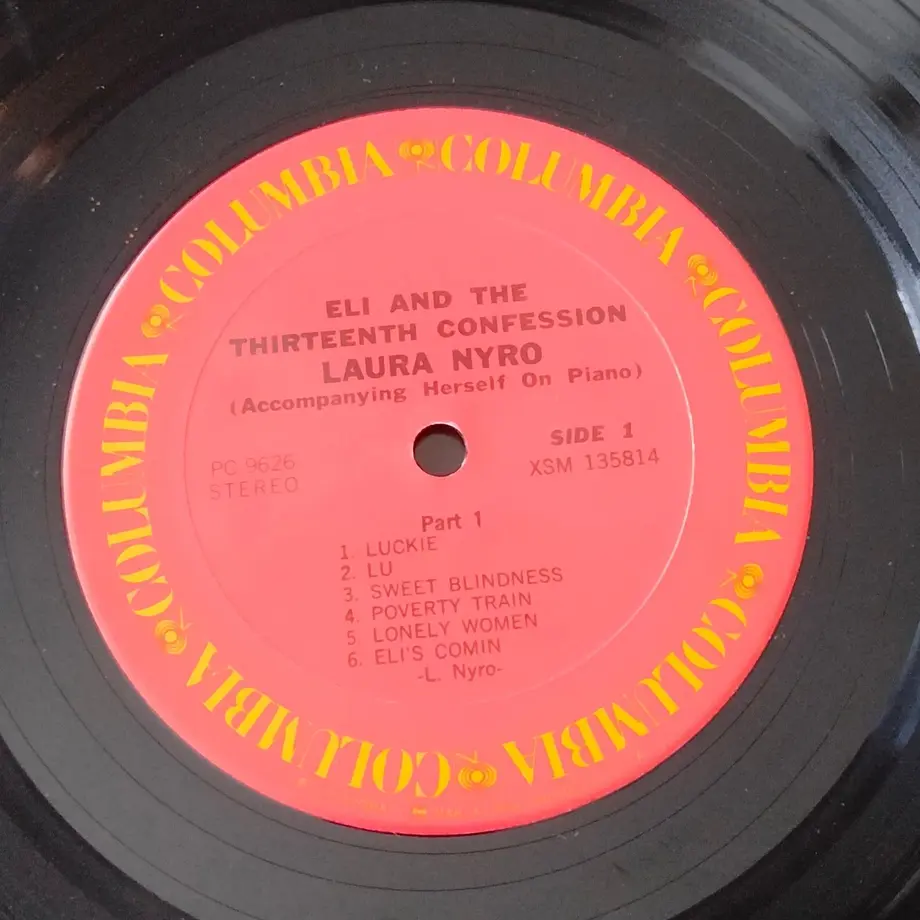 COLUMBIA COLUMBIA COLUMBIA COLUMBIA COLUMBIA COLUMBIA
ELI AND THE
THIRTEENTH CONFESSION
LAURA NYRO
(Accompanying Herself On Piano)
SIDE 1
PC 9626
XSM 135814
STEREO
Part 1
1. LUCKIE
2. LU
3. SWEET BLINDNESS
4. POVERTY TRAIN
5. LONELY WOMEN
6. ELI'S COMIN
-L. Nyro-